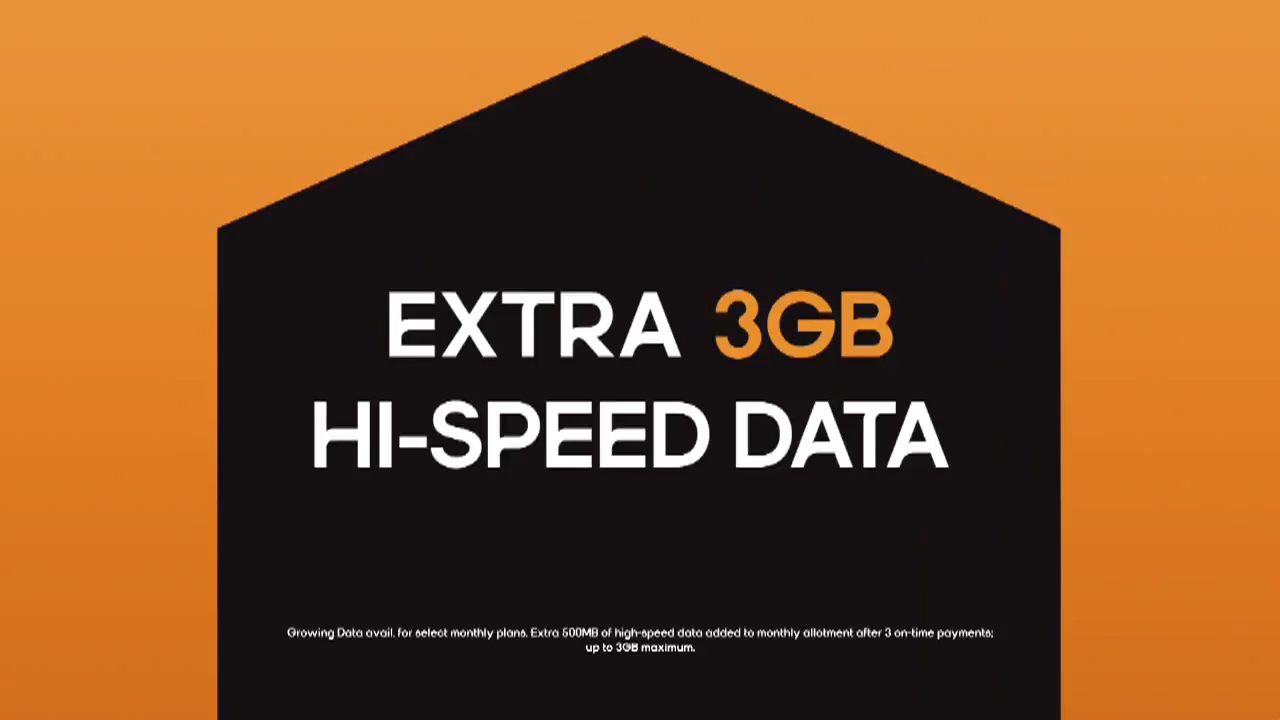 EXTRA 3GB
HI-SPEED DATA
Growing Data avail. for select monthly plans. Extra 500MB of high-speed data added to monthly allotment after 3 on-time payments;
up to 3GB maximum.